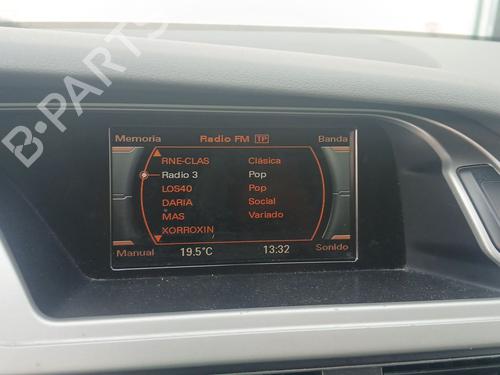 B-PARTS
Memoria Radio FM TP Banda
RNE-CLAS Clásica
Radio 3 Pop
LOS40 Pop
DARIA Social
MAS Variado
XORROXIN
Manual 19.5°C 13:32 Sonido